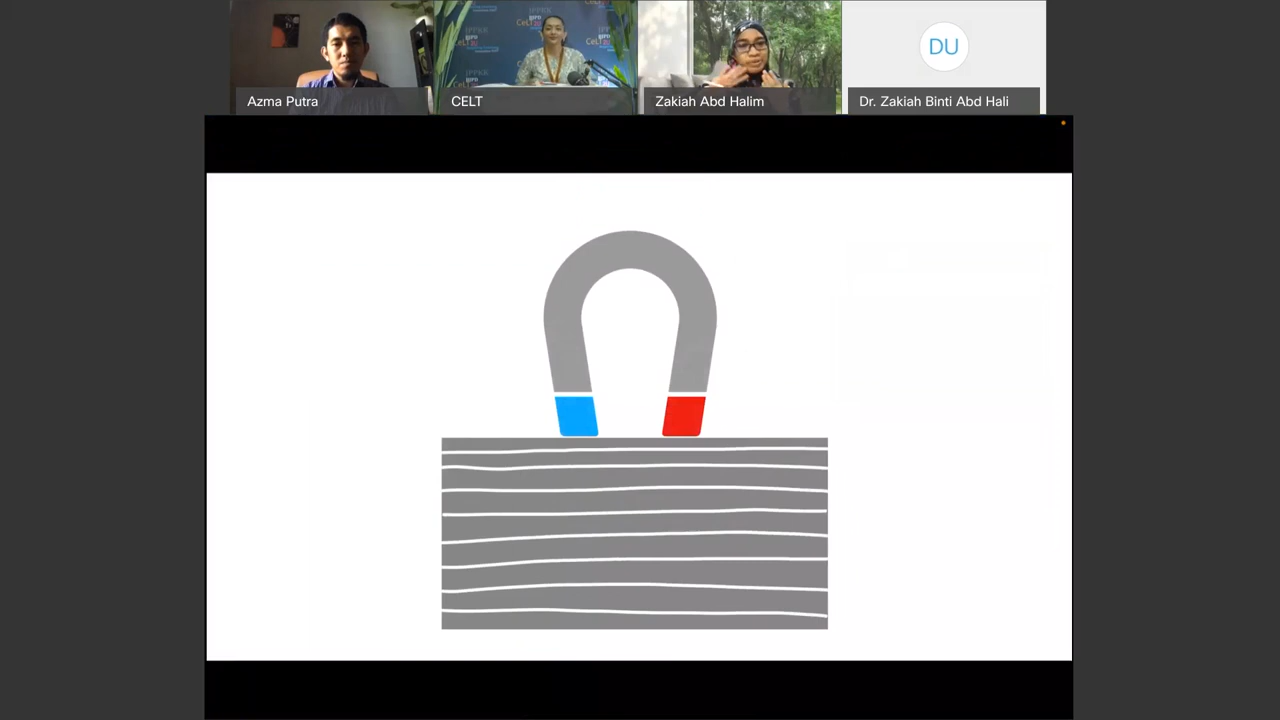 Azma Putra
CELT
Zakiah Abd Halim
DU
Dr. Zakiah Binti Abd Hali